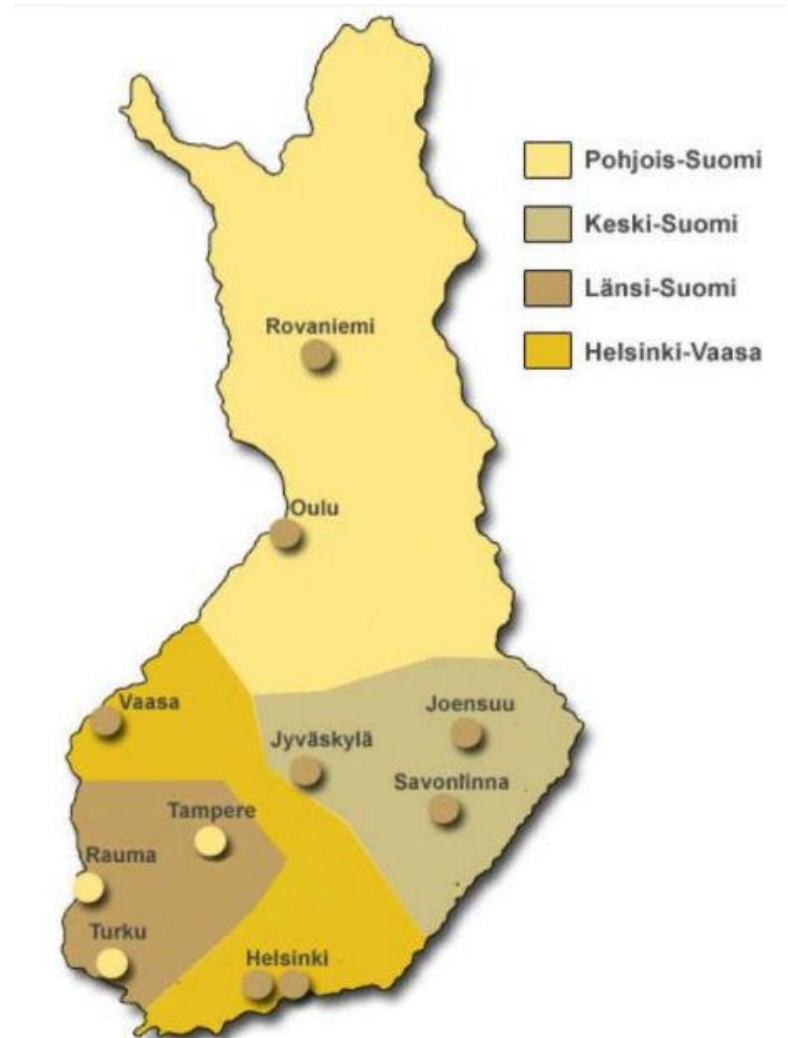 Pohjois-Suomi
Keski-Suomi
Länsi-Suomi
Helsinki-Vaasa
Rovaniemi
Oulu
Vaasa
Joensuu
Jyväskylä
Savonlinna
Tampere
Rauma
Turku
Helsinki